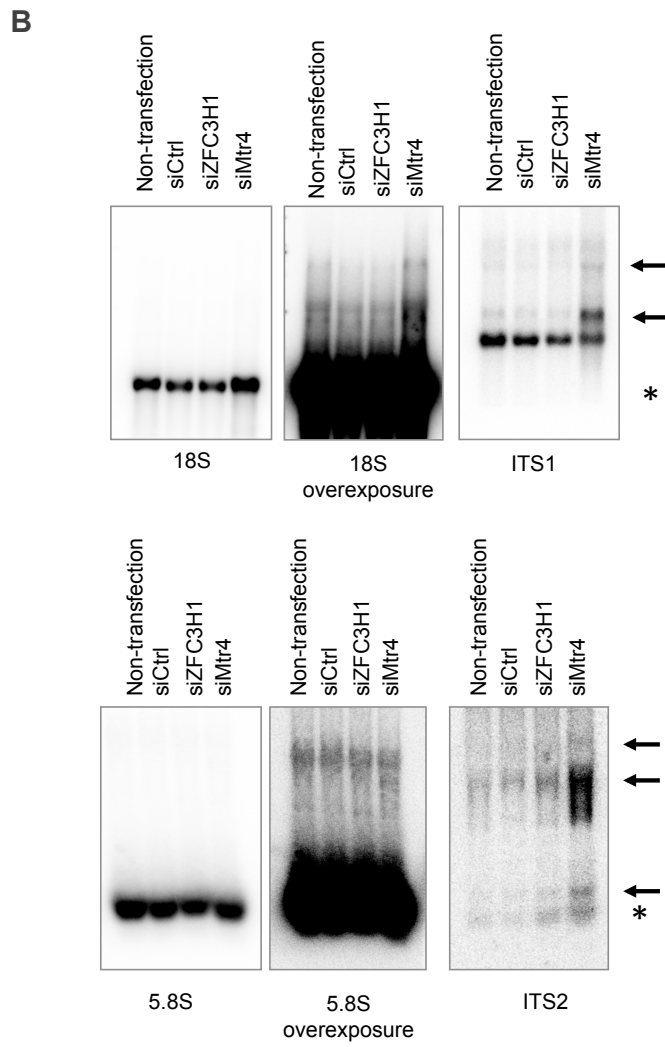 B
Non-transfection
siCtrl
siZFC3H1
siMtr4
Non-transfection
siCtrl
siZFC3H1
siMtr4
Non-transfection
siCtrl
siZFC3H1
siMtr4
*
18S
18S
overexposure
ITS1
Non-transfection
siCtrl
siZFC3H1
siMtr4
Non-transfection
siCtrl
siZFC3H1
siMtr4
Non-transfection
siCtrl
siZFC3H1
siMtr4
*
5.8S
5.8S
overexposure
ITS2